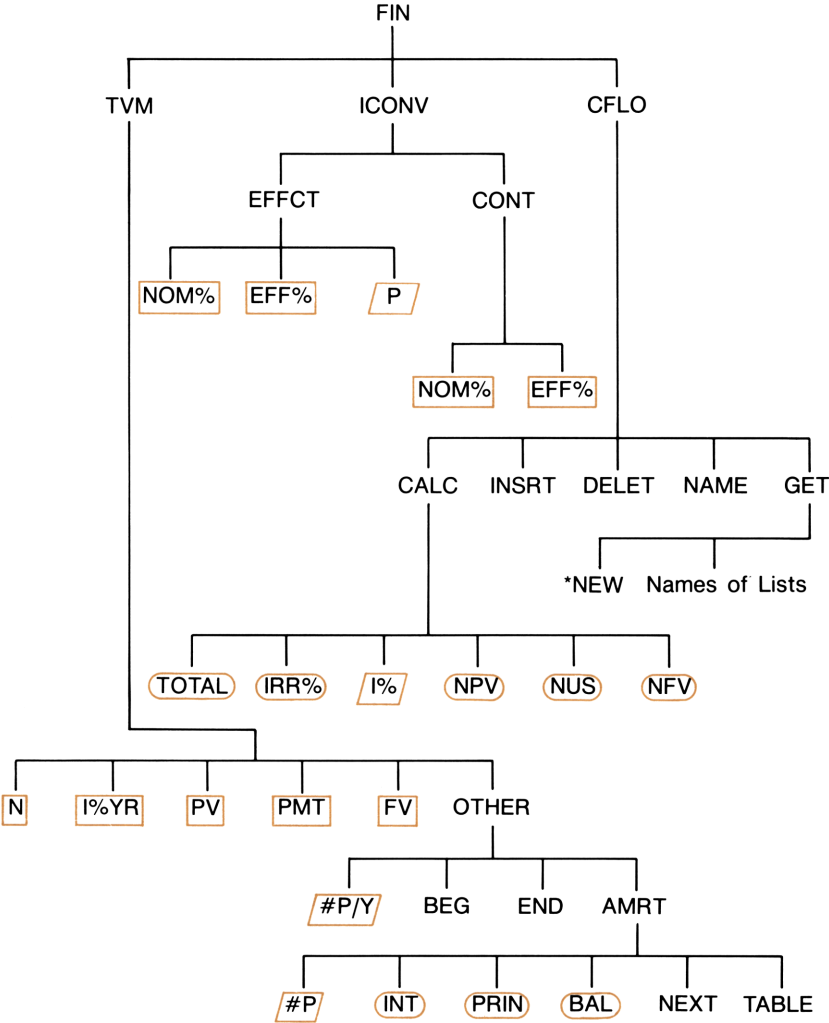 FIN
TVM ICONV CFLO
EFFCT CONT
NOM% EFF% P
NOM% EFF%
CALC INSRT DELET NAME GET
*NEW Names of Lists
TOTAL IRR% I% NPV NUS NFV
N I%YR PV PMT FV OTHER
#P/Y BEG END AMRT
#P INT PRIN BAL NEXT TABLE